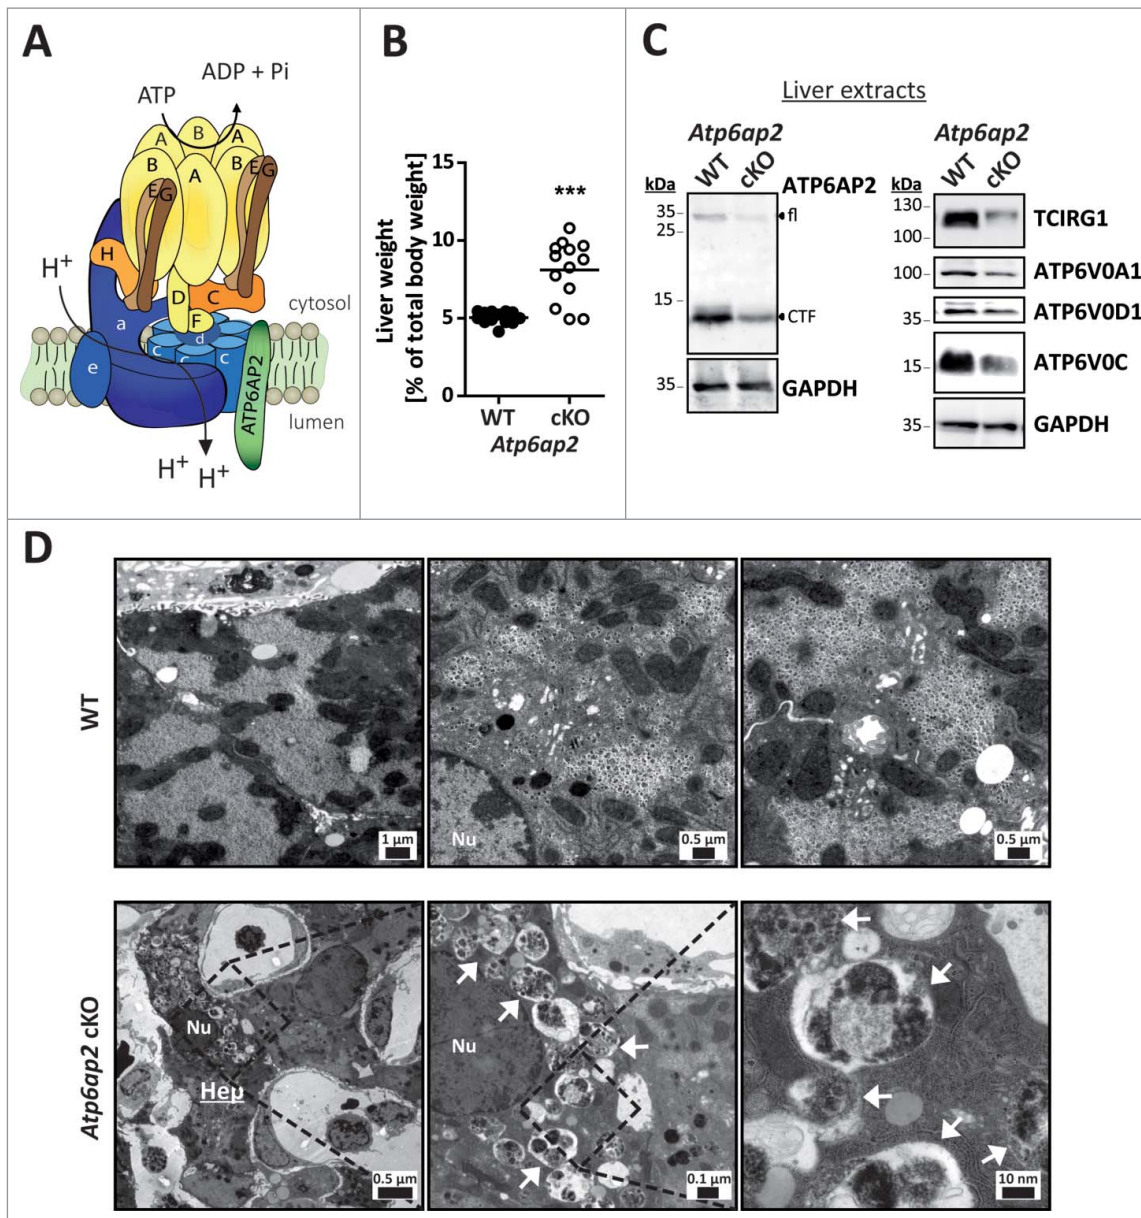 A
ADP + Pi
ATP
B
A
A
B
A
B
E
G
E
G
H
H⁺
D
C
F
cytosol
a
d
c
c
c
e
ATP6AP2
lumen
H⁺
H⁺
B
Liver weight
[% of total body weight]
15
10
5
0
***
WT
cKO
Atp6ap2
C
Liver extracts
Atp6ap2
WT
cKO
kDa
ATP6AP2
35
fl
25
15
CTF
35
GAPDH
Atp6ap2
WT
cKO
kDa
130
TCIRG1
100
100
ATP6V0A1
35
ATP6V0D1
15
ATP6V0C
35
GAPDH
D
WT
1 µm
Nu
0.5 µm
0.5 µm
Atp6ap2 cKO
Nu
Hep
0.5 µm
Nu
0.1 µm
10 nm